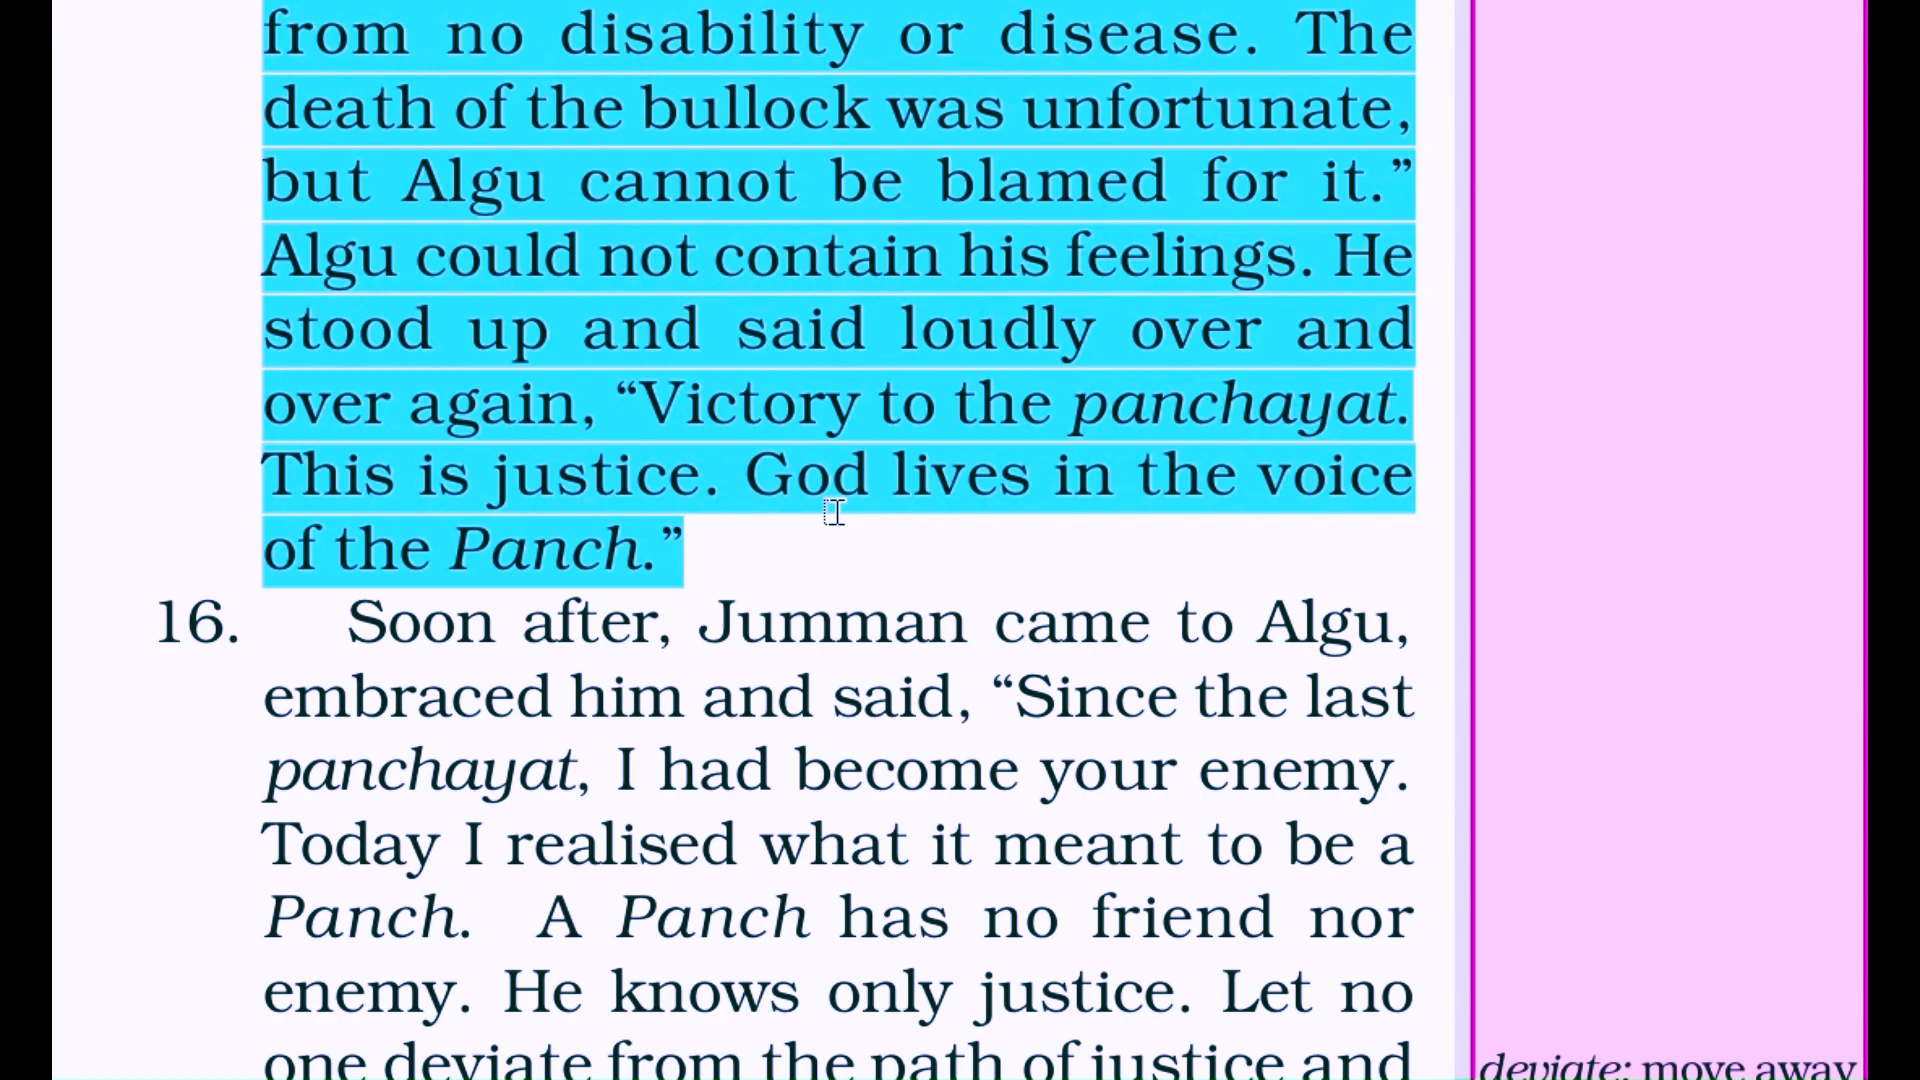 from no disability or disease. The
death of the bullock was unfortunate,
but Algu cannot be blamed for it.”
Algu could not contain his feelings. He
stood up and said loudly over and
over again, “Victory to the panchayat.
This is justice. God lives in the voice
of the Panch.”
16. Soon after, Jumman came to Algu,
embraced him and said, “Since the last
panchayat, I had become your enemy.
Today I realised what it meant to be a
Panch. A Panch has no friend nor
enemy. He knows only justice. Let no
one deviate from the path of justice and
deviate: move away